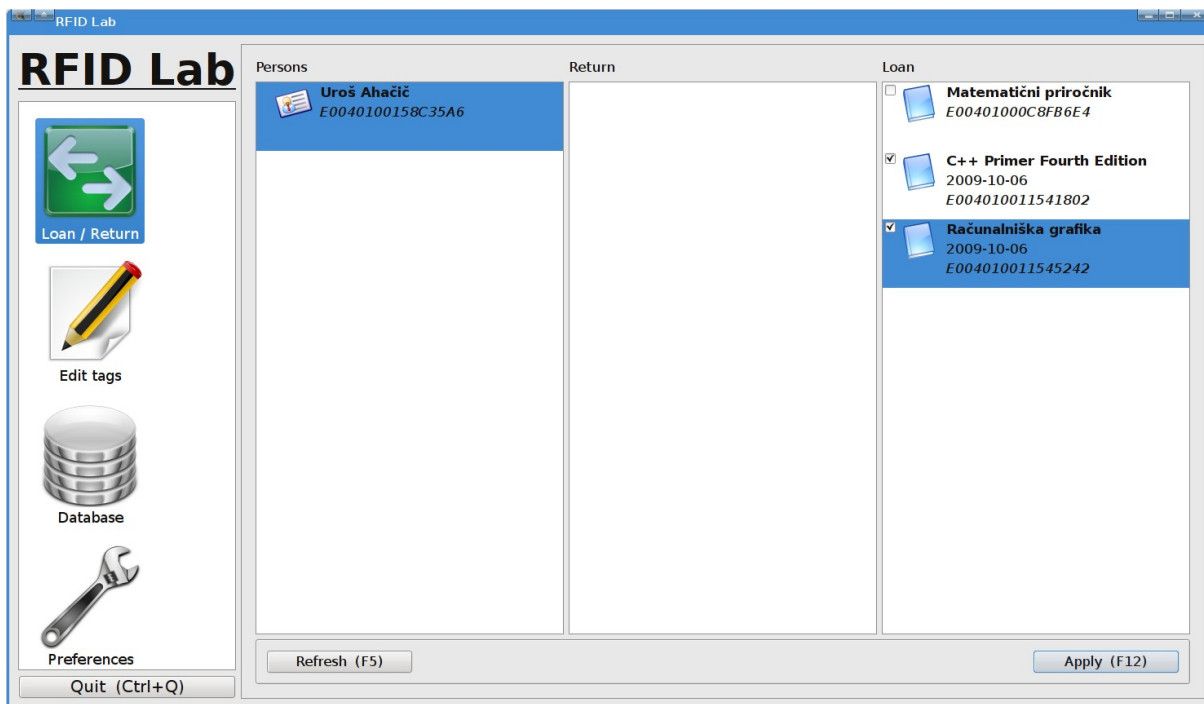 RFID Lab
RFID Lab
Loan / Return
Edit tags
Database
Preferences
Quit (Ctrl+Q)
Persons
Uroš Ahačič
E0040100158C35A6
Return
Loan
Matematični priročnik
E00401000C8FB6E4
C++ Primer Fourth Edition
2009-10-06
E004010011541802
Računalniška grafika
2009-10-06
E004010011545242
Refresh (F5)
Apply (F12)